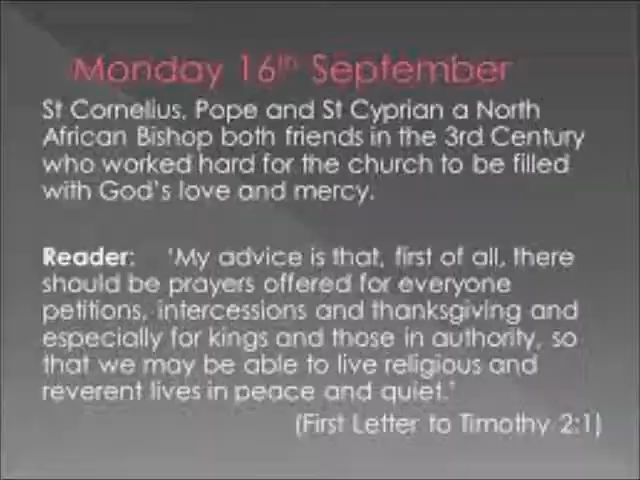 Monday 16th September
St Cornelius, Pope and St Cyprian a North
African Bishop both friends in the 3rd Century
who worked hard for the church to be filled
with God's love and mercy.
Reader: 'My advice is that, first of all, there
should be prayers offered for everyone
petitions, intercessions and thanksgiving and
especially for kings and those in authority, so
that we may be able to live religious and
reverent lives in peace and quiet.'
(First Letter to Timothy 2:1)